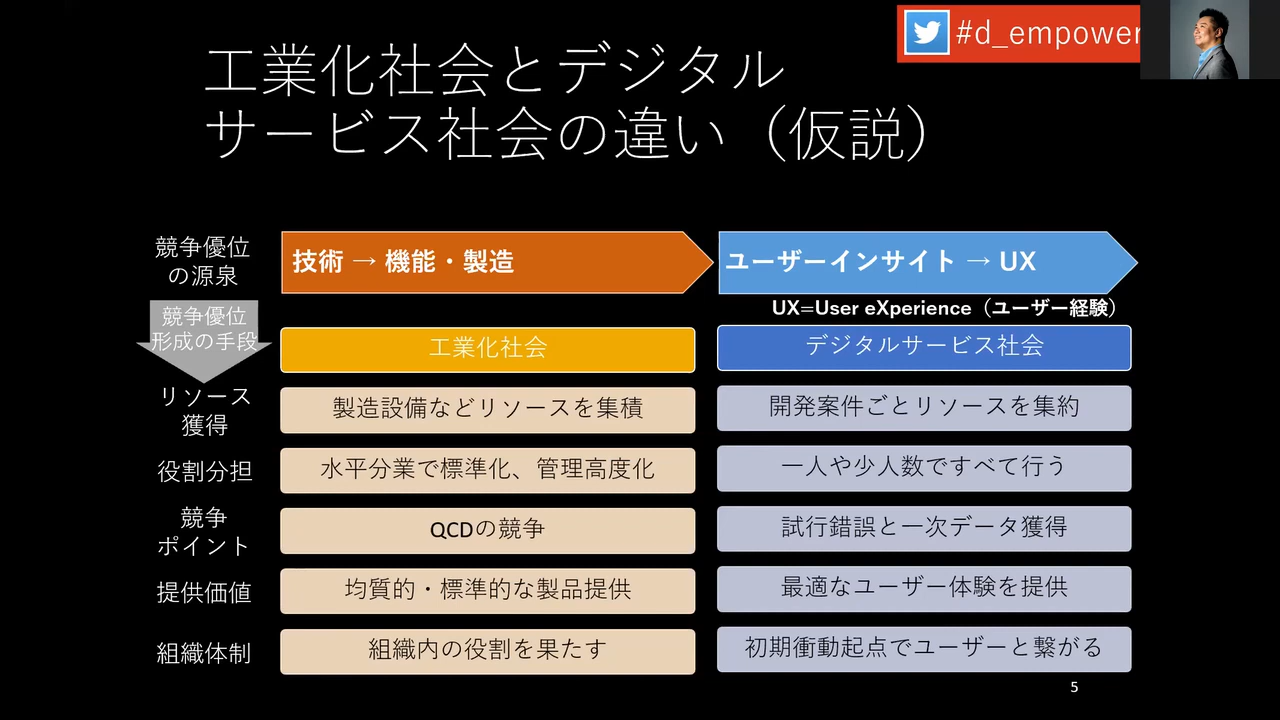 #d_empower
工業化社会とデジタル
サービス社会の違い（仮説）
競争優位
の源泉
技術 → 機能・製造
ユーザーインサイト → UX
UX=User eXperience（ユーザー経験）
競争優位
形成の手段
工業化社会
デジタルサービス社会
リソース
獲得
製造設備などリソースを集積
開発案件ごとリソースを集約
役割分担
水平分業で標準化、管理高度化
一人や少人数ですべて行う
競争
ポイント
QCDの競争
試行錯誤と一次データ獲得
提供価値
均質的・標準的な製品提供
最適なユーザー体験を提供
組織体制
組織内の役割を果たす
初期衝動起点でユーザーと繋がる
5